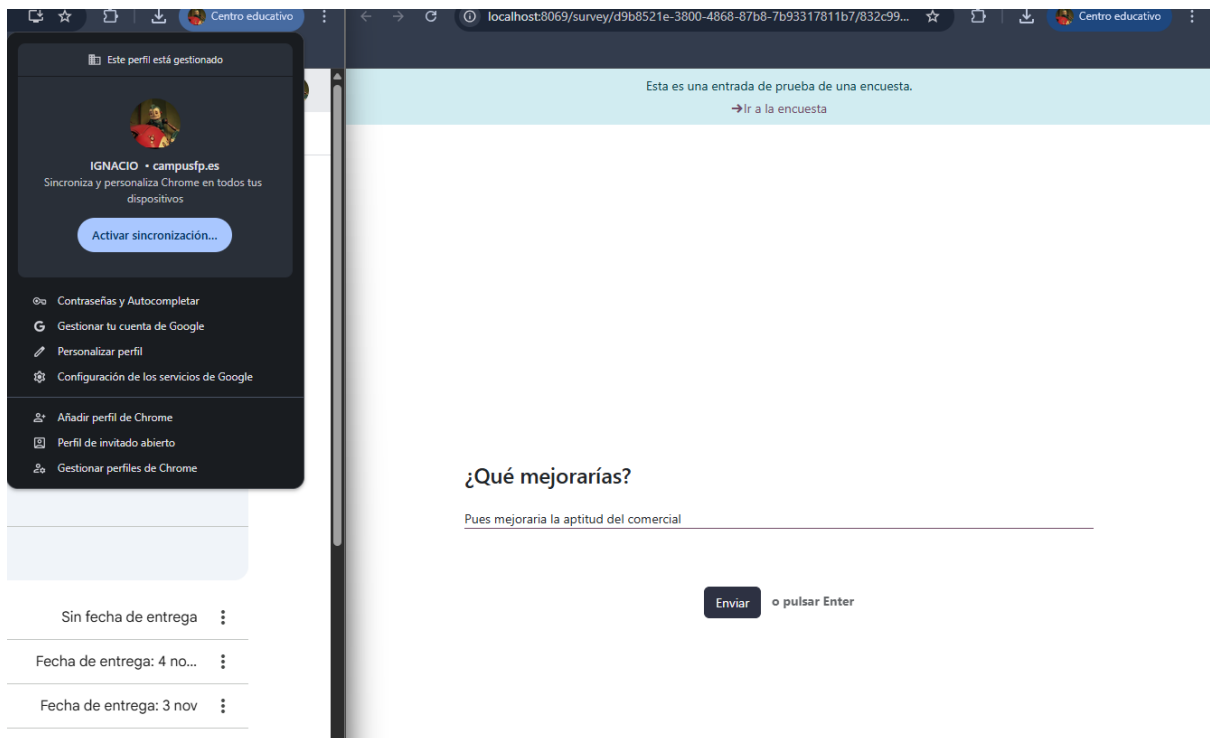 Centro educativo
localhost:8069/survey/d9b8521e-3800-4868-87b8-7b93317811b7/832c99...
Centro educativo
Este perfil está gestionado
IGNACIO • campusfp.es
Sincroniza y personaliza Chrome en todos tus
dispositivos
Activar sincronización...
Contraseñas y Autocompletar
G Gestionar tu cuenta de Google
Personalizar perfil
Configuración de los servicios de Google
Añadir perfil de Chrome
Perfil de invitado abierto
Gestionar perfiles de Chrome
Sin fecha de entrega
Fecha de entrega: 4 no...
Fecha de entrega: 3 nov
Esta es una entrada de prueba de una encuesta.
→Ir a la encuesta
¿Qué mejorarías?
Pues mejoraria la aptitud del comercial
Enviar o pulsar Enter